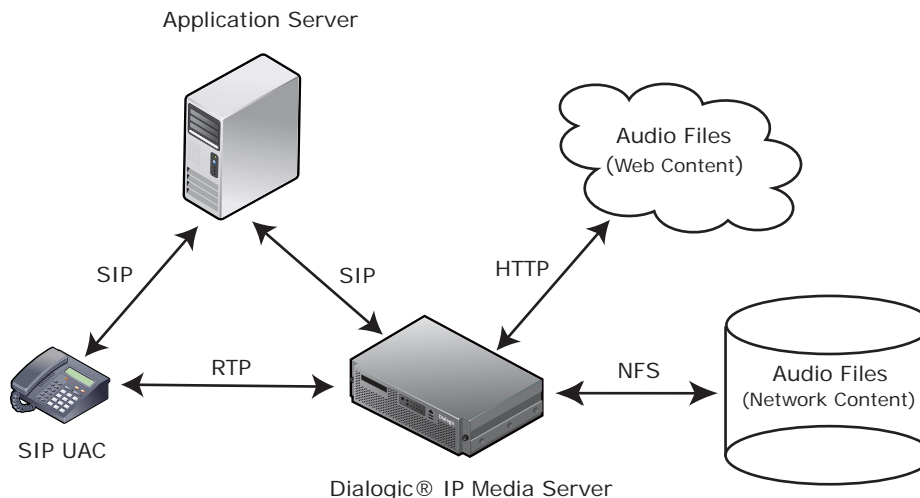 Application Server
Audio Files
(Web Content)
SIP
SIP
HTTP
RTP
NFS
Audio Files
(Network Content)
SIP UAC
Dialogic® IP Media Server